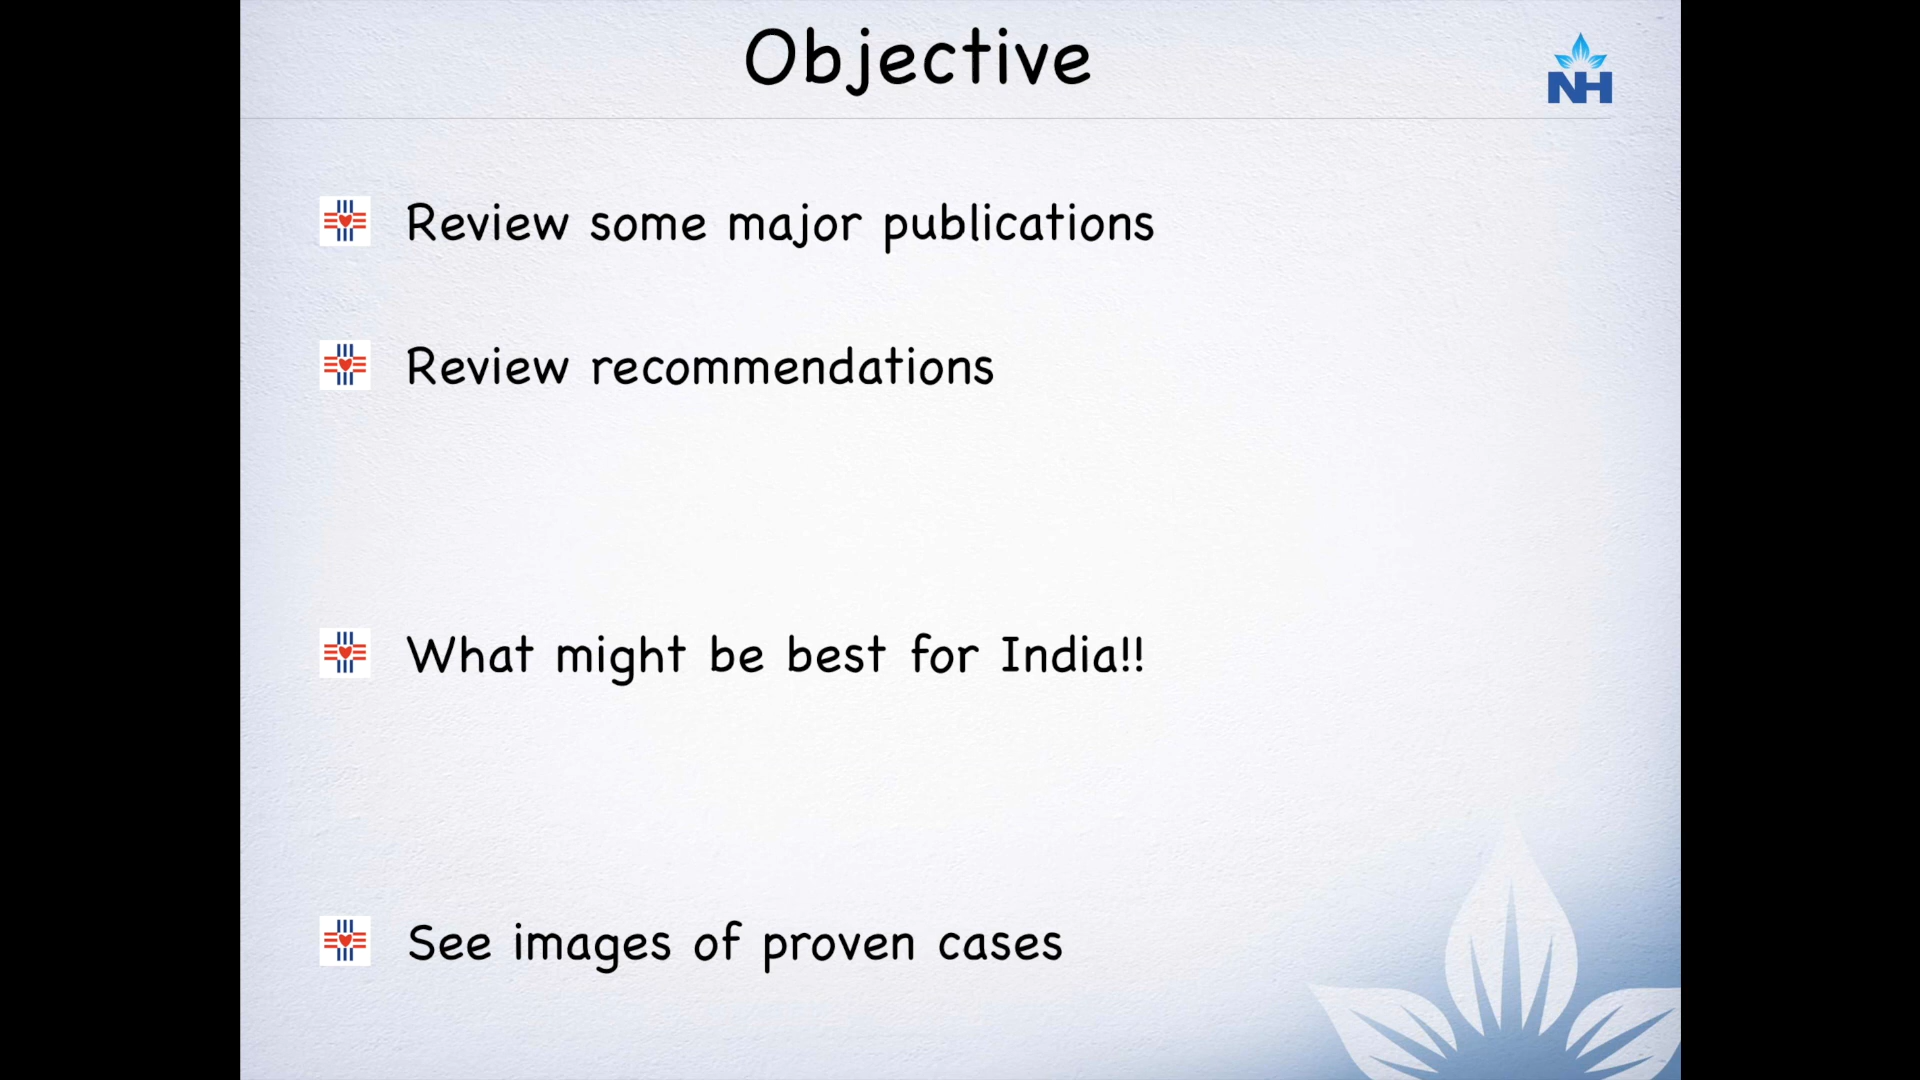 Objective
NH
Review some major publications
Review recommendations
What might be best for India!!
See images of proven cases